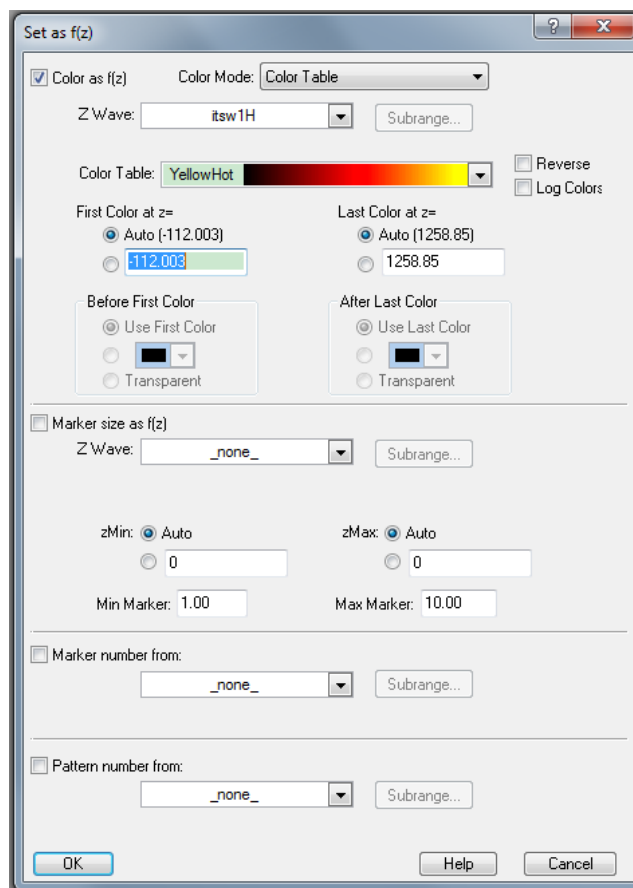 Set as f(z)
Color as f(z) Color Mode: Color Table
Z Wave: itsw1H Subrange...
Color Table: YellowHot Reverse
Log Colors
First Color at z= Last Color at z=
Auto (-112.003) Auto (1258.85)
-112.003 1258.85
Before First Color After Last Color
Use First Color Use Last Color
Transparent Transparent
Marker size as f(z)
Z Wave: _none_ Subrange...
zMin: Auto zMax: Auto
0 0
Min Marker: 1.00 Max Marker: 10.00
Marker number from:
_none_ Subrange...
Pattern number from:
_none_ Subrange...
OK Help Cancel